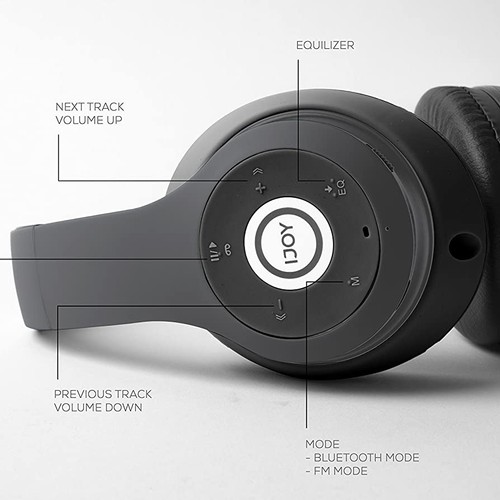 EQUILIZER
NEXT TRACK
VOLUME UP
EQ
IJOY
M
PREVIOUS TRACK
VOLUME DOWN
MODE
- BLUETOOTH MODE
- FM MODE